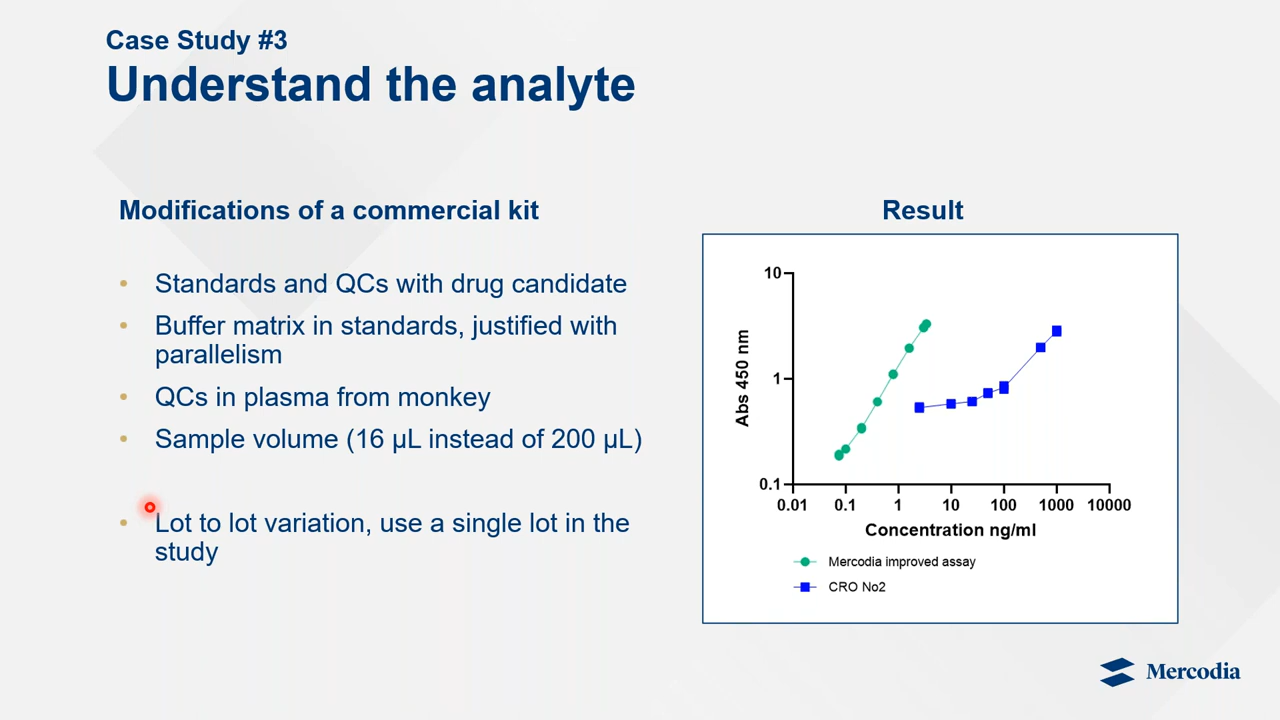 Case Study #3
Understand the analyte
Modifications of a commercial kit
• Standards and QCs with drug candidate
• Buffer matrix in standards, justified with
parallelism
• QCs in plasma from monkey
• Sample volume (16 µL instead of 200 µL)
• Lot to lot variation, use a single lot in the
study
Result
10
1
0.1
Abs 450 nm
0.01 0.1 1 10 100 1000 10000
Concentration ng/ml
Mercodia improved assay
CRO No2
Mercodia